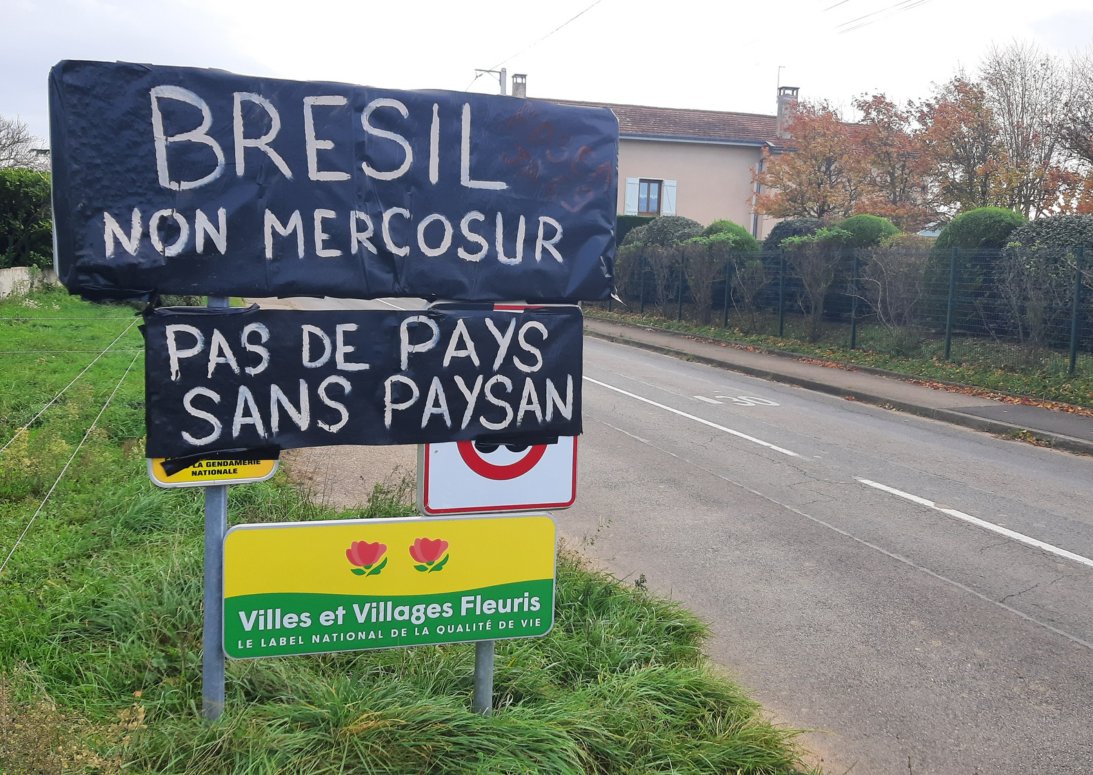 BRESIL
NON MERCOSUR
PAS DE PAYS
SANS PAYSAN
LA GENDARMERIE
NATIONALE
Villes et Villages Fleuris
LE LABEL NATIONAL DE LA QUALITÉ DE VIE
30